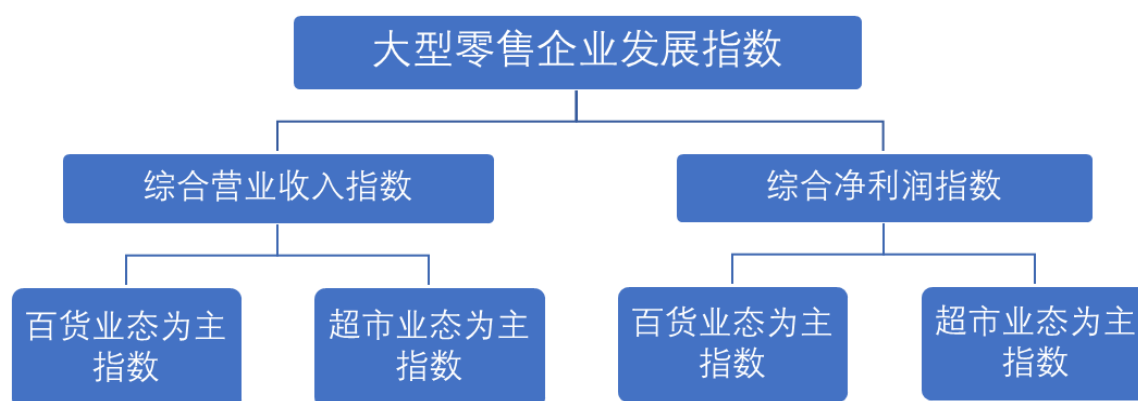 大型零售企业发展指数
综合营业收入指数
综合净利润指数
百货业态为主
指数
超市业态为主
指数
百货业态为主
指数
超市业态为主
指数